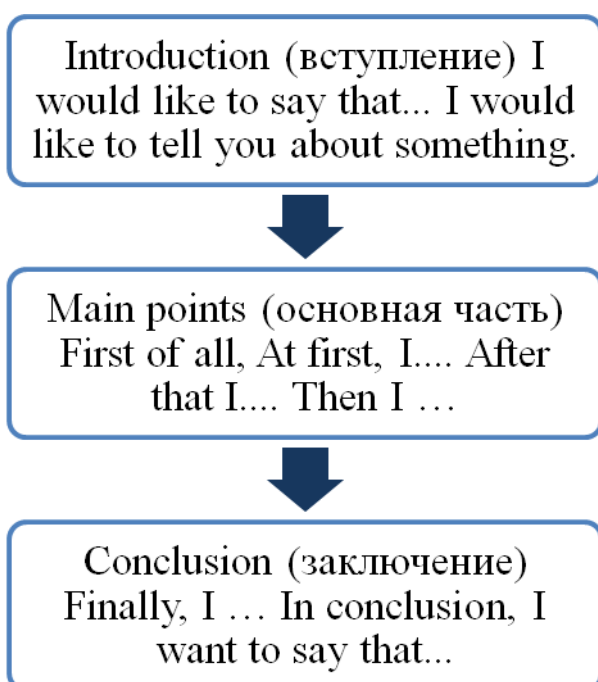 Introduction (вступление) I
would like to say that... I would
like to tell you about something.
Main points (основная часть)
First of all, At first, I.... After
that I.... Then I …
Conclusion (заключение)
Finally, I … In conclusion, I
want to say that...